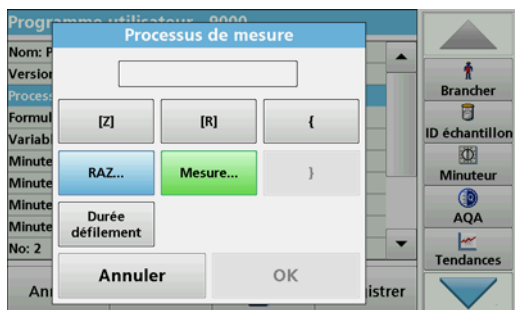 Programme utilisateur 9000
Processus de mesure
Nom: P
Version
Process
Formul
Variabl
Minute
Minute
Minute
Minute
No: 2
[Z]
[R]
{
RAZ...
Mesure...
}
Durée
défilement
Annuler
OK
An
istrer
Brancher
ID échantillon
Minuteur
AQA
Tendances